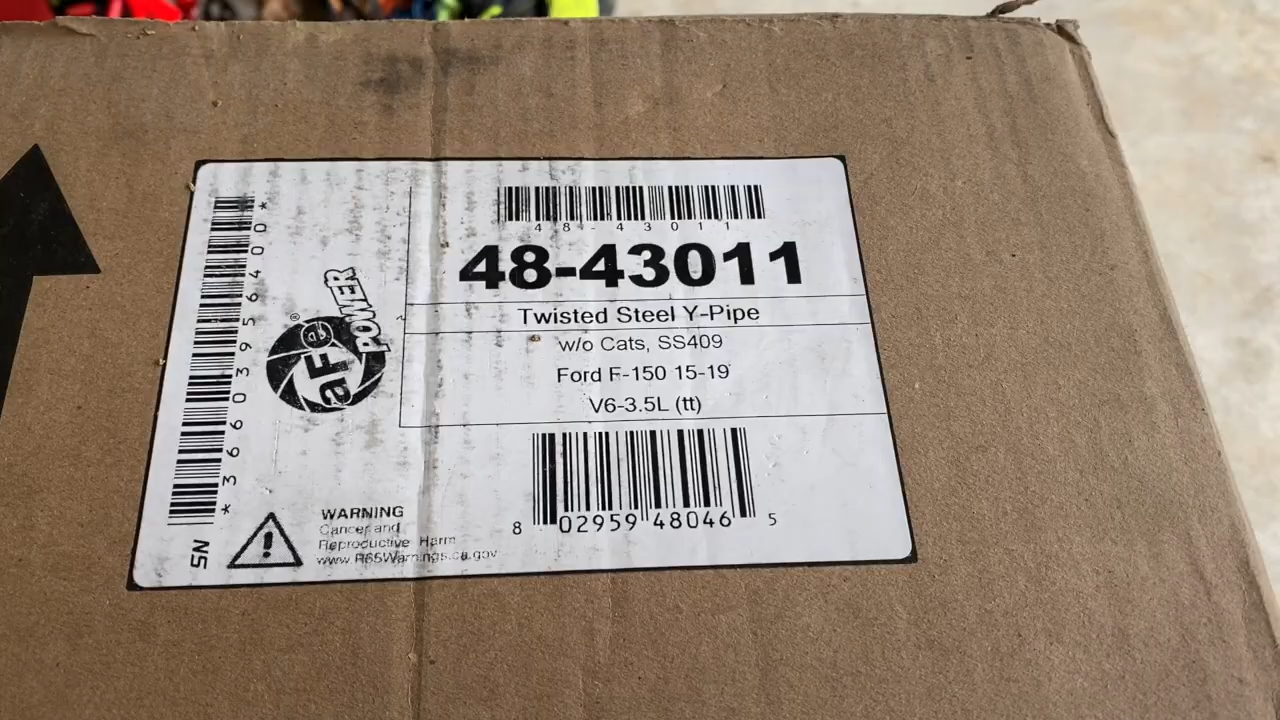 48-43011
48-43011
Twisted Steel Y-Pipe
w/o Cats, SS409
Ford F-150 15-19
V6-3.5L (tt)
8 02959 48046 5
*36603956400*
SN
aFe POWER
®
WARNING
Cancer and
Reproductive Harm
www.P65Warnings.ca.gov